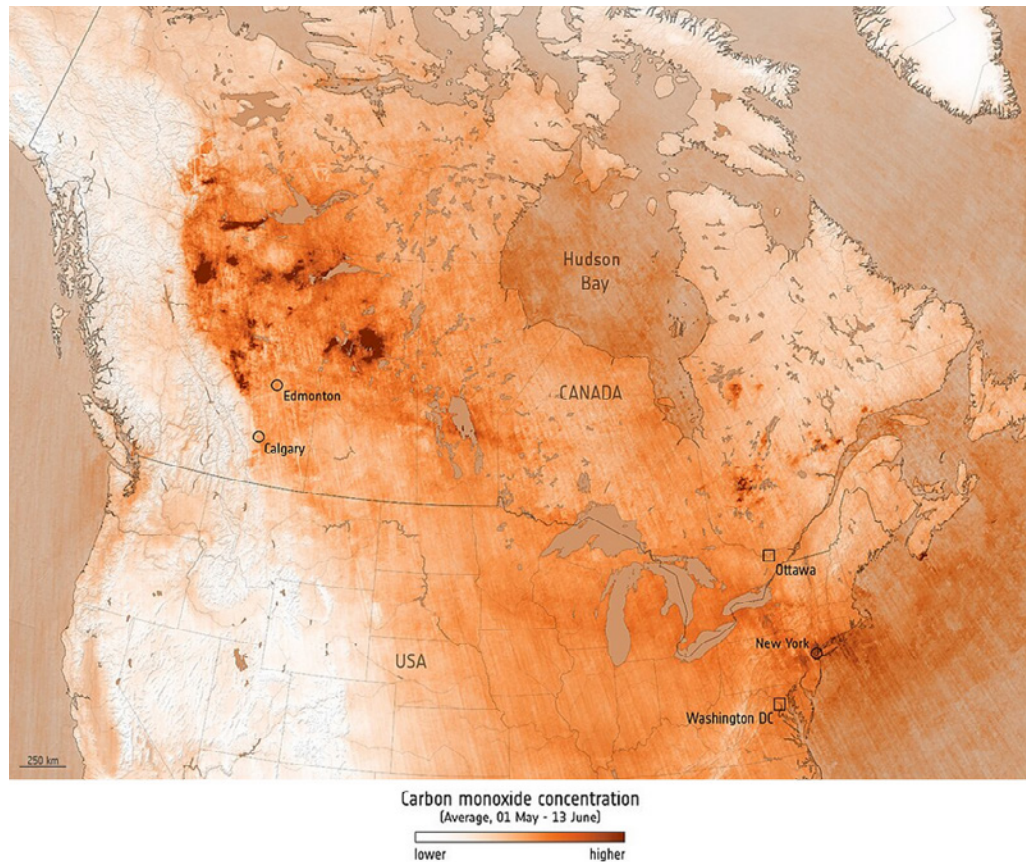 Hudson
Bay
CANADA
Edmonton
Calgary
Ottawa
New York
USA
Washington DC
250 km
Carbon monoxide concentration
(Average, 01 May - 13 June)
lower higher